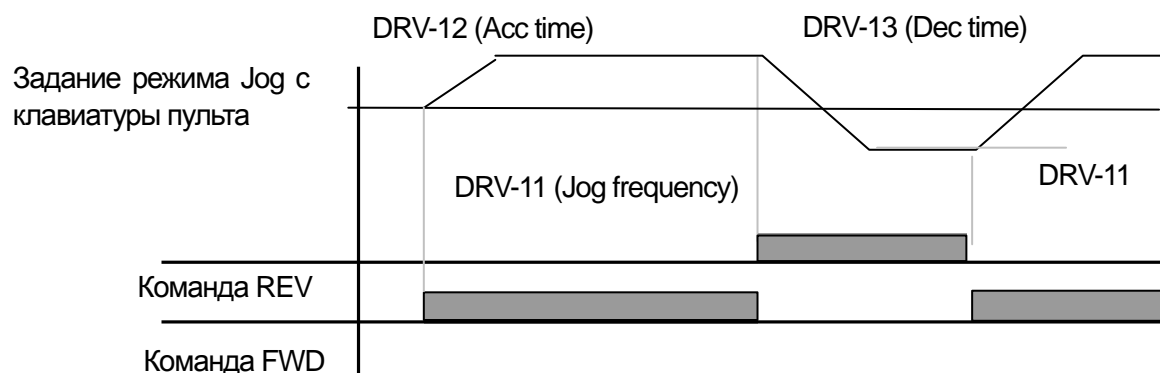 DRV-12 (Acc time)
DRV-13 (Dec time)
Задание режима Jog с
клавиатуры пульта
DRV-11 (Jog frequency)
DRV-11
Команда REV
Команда FWD